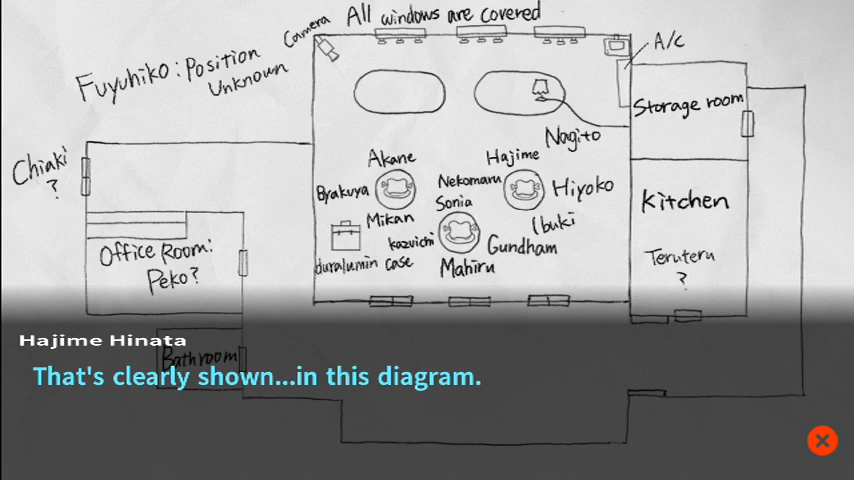 All windows are covered
Camera
A/C
Fuyuhiko: Position
Unknown
Storage room
Nagito
Chiaki
?
Akane
Hajime
Byakuya
Nekomaru
Hiyoko
Sonia
Kitchen
Mikan
Ibuki
kazuichi
Gundham
Office Room:
Peko?
duralumin case
Mahiru
Teruteru
?
Hajime Hinata
Bathroom
That's clearly shown...in this diagram.